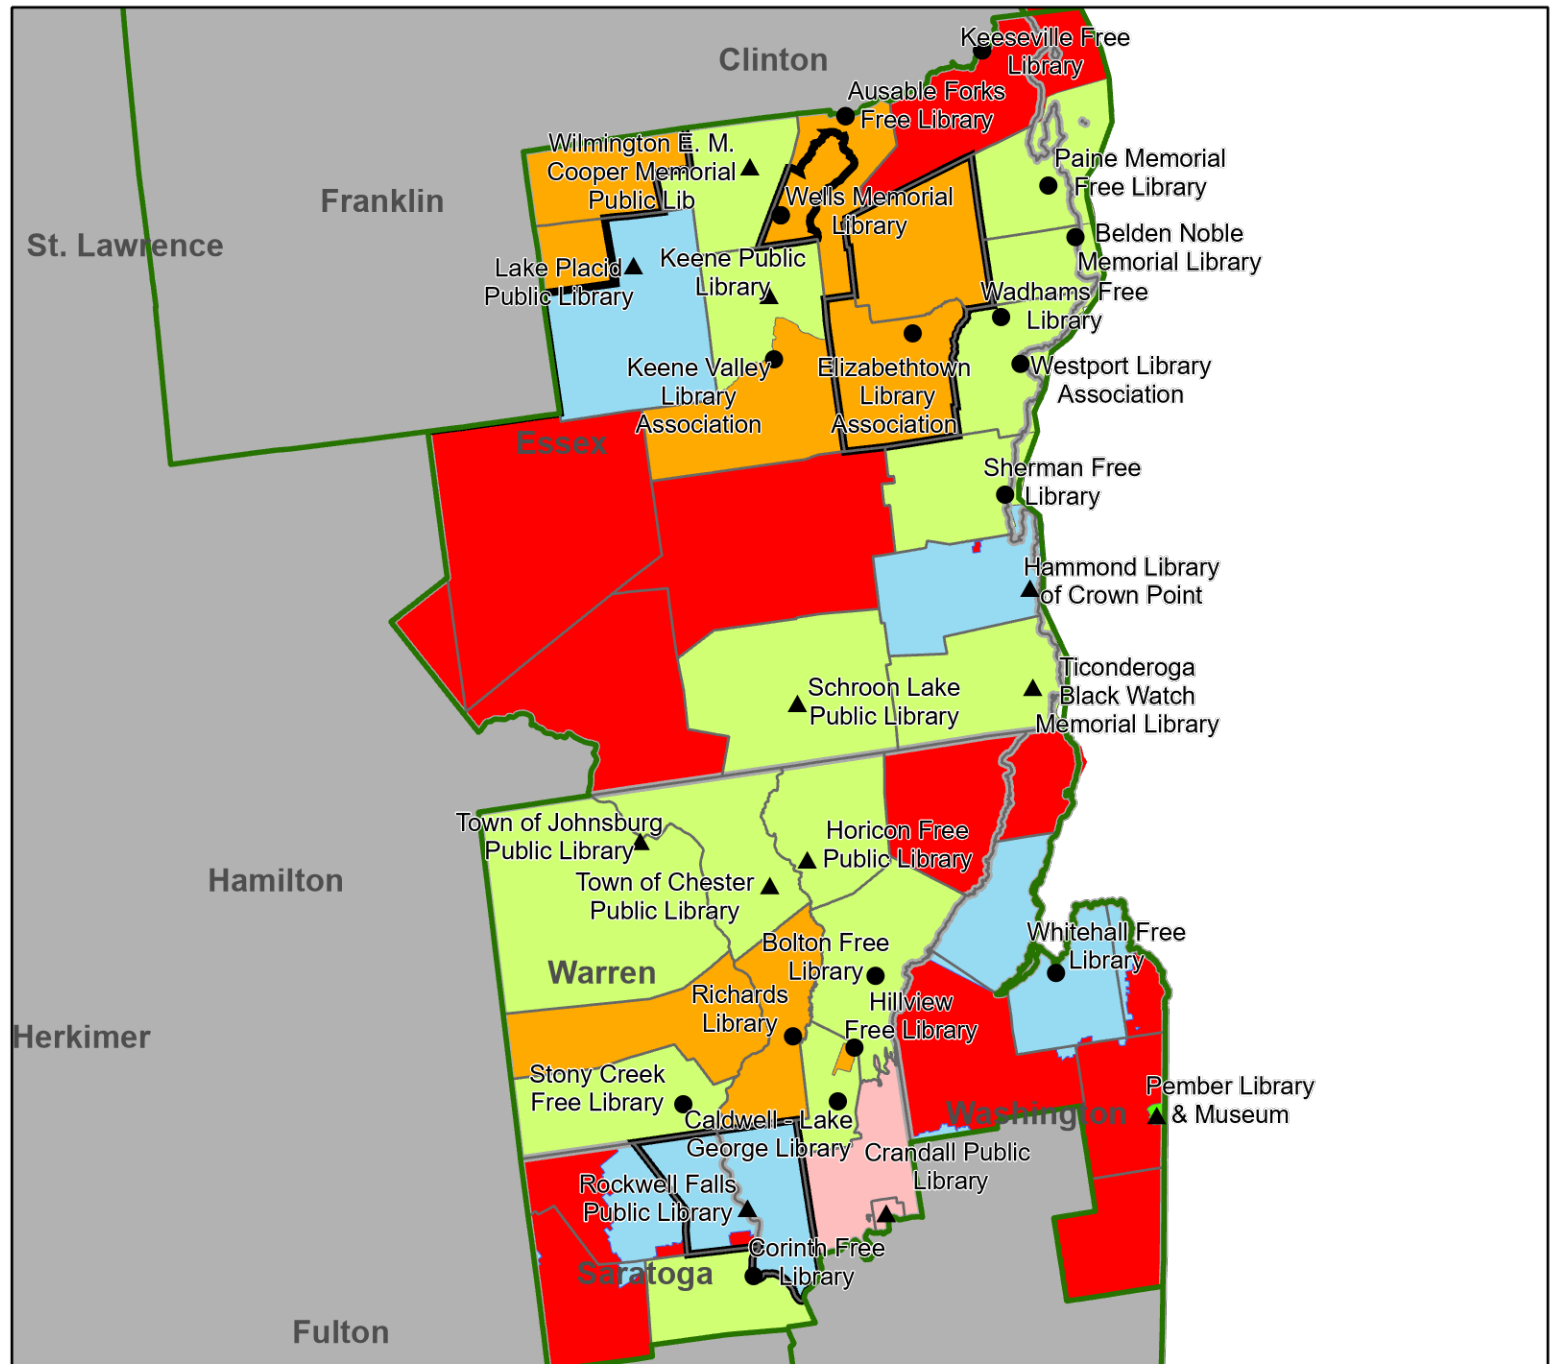 Clinton
Keeseville Free
Library
Ausable Forks
Free Library
Wilmington E. M.
Cooper Memorial
Public Lib
Paine Memorial
Free Library
Franklin
Wells Memorial
Library
St. Lawrence
Belden Noble
Memorial Library
Lake Placid
Public Library
Keene Public
Library
Wadhams Free
Library
Keene Valley
Library
Association
Elizabethtown
Library
Association
Westport Library
Association
Essex
Sherman Free
Library
Hammond Library
of Crown Point
Ticonderoga
Black Watch
Memorial Library
Schroon Lake
Public Library
Town of Johnsburg
Public Library
Horicon Free
Public Library
Hamilton
Town of Chester
Public Library
Whitehall Free
Library
Bolton Free
Library
Warren
Richards
Library
Hillview
Free Library
Herkimer
Stony Creek
Free Library
Pember Library
& Museum
Washington
Caldwell - Lake
George Library
Crandall Public
Library
Rockwell Falls
Public Library
Corinth Free
Library
Saratoga
Fulton